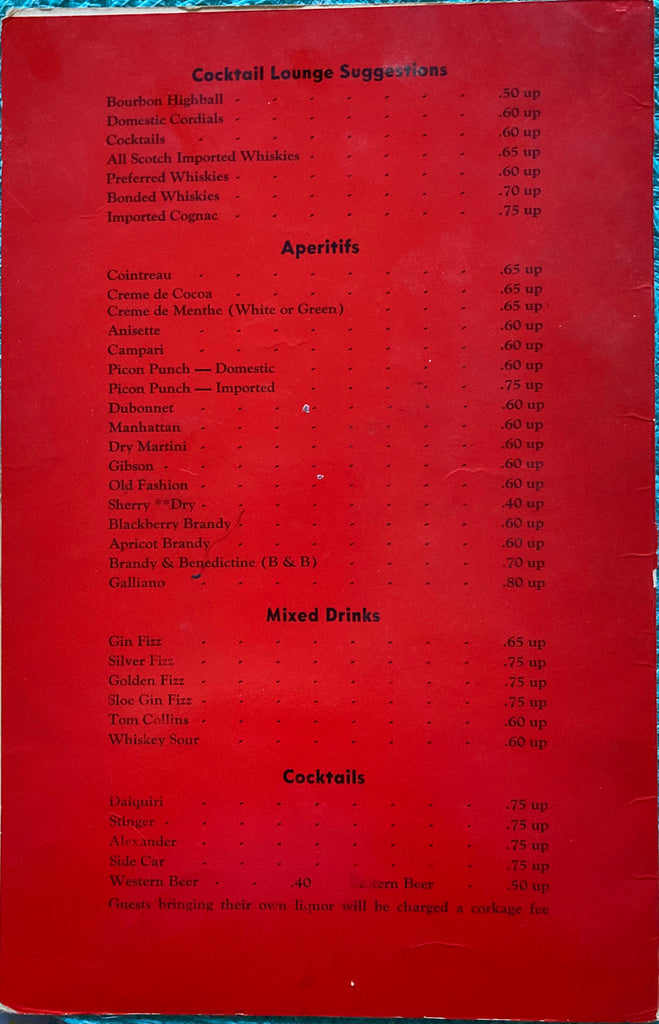 Cocktail Lounge Suggestions
Bourbon Highball - - - - - - - .50 up
Domestic Cordials - - - - - - - .60 up
Cocktails - - - - - - - - .60 up
All Scotch Imported Whiskies - - - - - .65 up
Preferred Whiskies - - - - - - - .60 up
Bonded Whiskies - - - - - - - .70 up
Imported Cognac - - - - - - - .75 up
Aperitifs
Cointreau - - - - - - - - .65 up
Creme de Cocoa - - - - - - - .65 up
Creme de Menthe (White or Green) - - - .65 up
Anisette - - - - - - - - .60 up
Campari - - - - - - - - .60 up
Picon Punch — Domestic - - - - - .60 up
Picon Punch — Imported - - - - - .75 up
Dubonnet - - - - - - - - .60 up
Manhattan - - - - - - - - .60 up
Dry Martini - - - - - - - - .60 up
Gibson - - - - - - - - - .60 up
Old Fashion - - - - - - - - .60 up
Sherry **Dry - - - - - - - - .40 up
Blackberry Brandy - - - - - - - .60 up
Apricot Brandy - - - - - - - .60 up
Brandy & Benedictine (B & B) - - - - .70 up
Galliano - - - - - - - - .80 up
Mixed Drinks
Gin Fizz - - - - - - - - .65 up
Silver Fizz - - - - - - - - .75 up
Golden Fizz - - - - - - - - .75 up
Sloe Gin Fizz - - - - - - - - .75 up
Tom Collins - - - - - - - - .60 up
Whiskey Sour - - - - - - - - .60 up
Cocktails
Daiquiri - - - - - - - - .75 up
Stinger - - - - - - - - - .75 up
Alexander - - - - - - - - .75 up
Side Car - - - - - - - - .75 up
Western Beer - - .40 Eastern Beer - .50 up
Guests bringing their own liquor will be charged a corkage fee